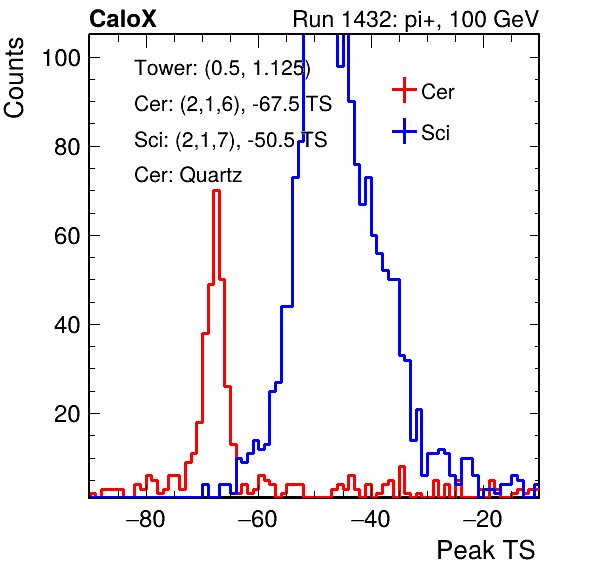 CaloX Run 1432: pi+, 100 GeV
Counts
Tower: (0.5, 1.125)
Cer: (2,1,6), -67.5 TS
Sci: (2,1,7), -50.5 TS
Cer: Quartz
Cer
Sci
100
80
60
40
20
−80 −60 −40 −20
Peak TS